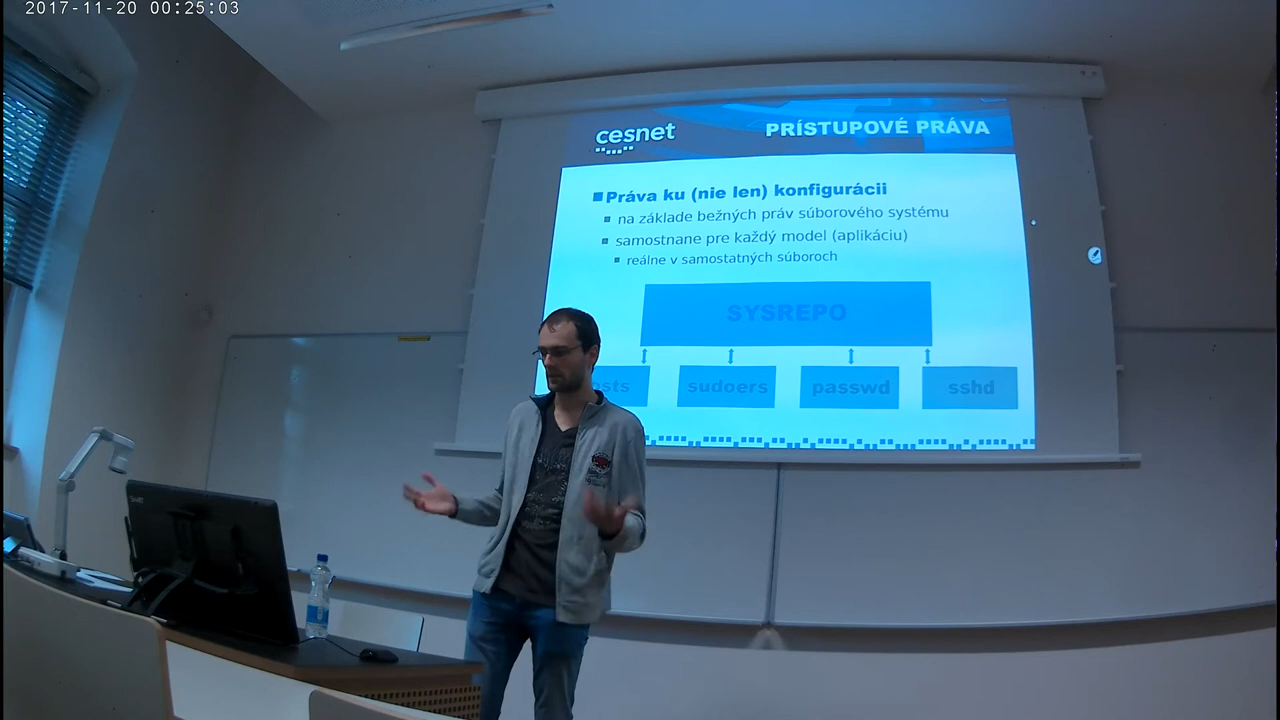 2017-11-20 00:25:03
cesnet
PRÍSTUPOVÉ PRÁVA
Práva ku (nie len) konfigurácii
na základe bežných práv súborového systému
samostnane pre každý model (aplikáciu)
reálne v samostatných súboroch
SYSREPO
sudoers
passwd
sshd